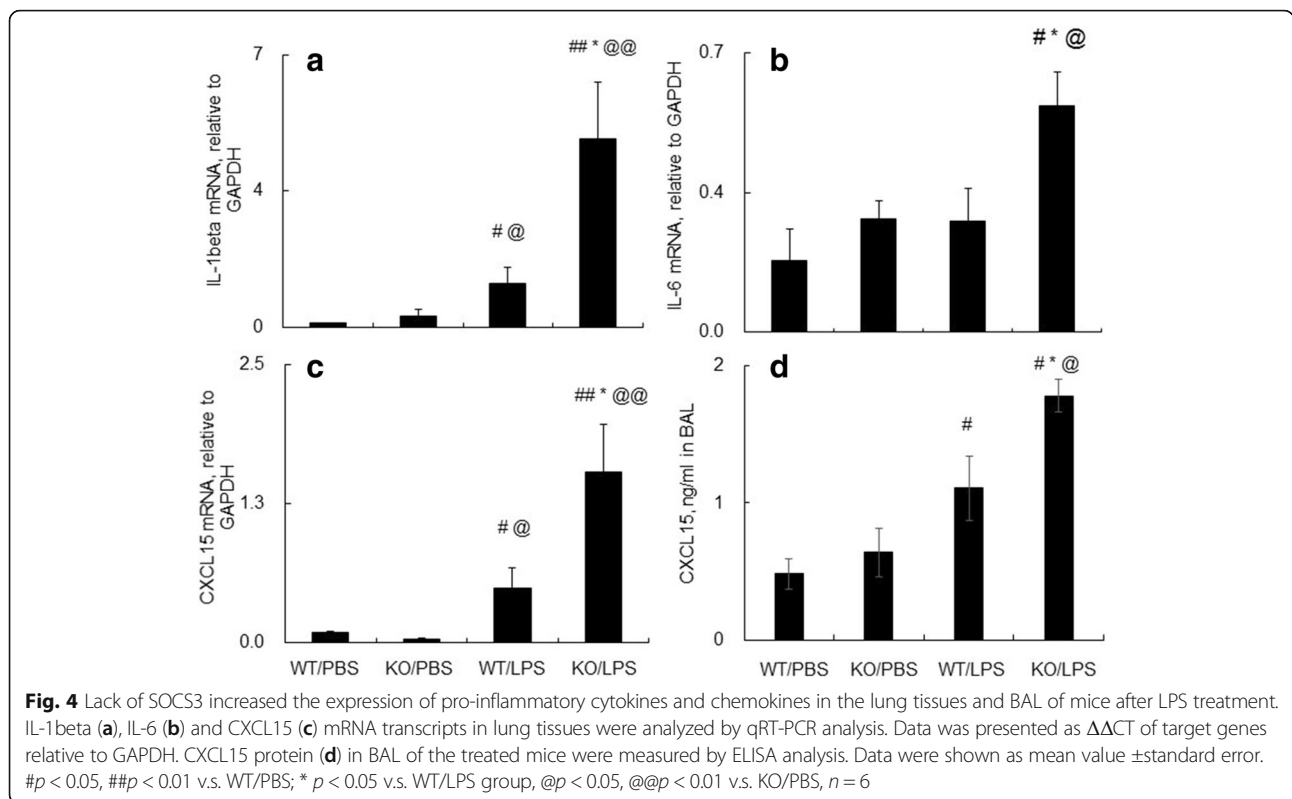 a
IL-1beta mRNA, relative to
GAPDH
7
4
0
# @
## * @@
b
IL-6 mRNA, relative to GAPDH
0.7
0.4
0.0
# * @
c
CXCL15 mRNA, relative to
GAPDH
2.5
1.3
0.0
# @
## * @@
WT/PBS KO/PBS WT/LPS KO/LPS
d
CXCL15, ng/ml in BAL
2
1
0
#
# * @
WT/PBS KO/PBS WT/LPS KO/LPS
Fig. 4 Lack of SOCS3 increased the expression of pro-inflammatory cytokines and chemokines in the lung tissues and BAL of mice after LPS treatment.
IL-1beta (a), IL-6 (b) and CXCL15 (c) mRNA transcripts in lung tissues were analyzed by qRT-PCR analysis. Data was presented as ΔΔCT of target genes
relative to GAPDH. CXCL15 protein (d) in BAL of the treated mice were measured by ELISA analysis. Data were shown as mean value ±standard error.
#p < 0.05, ##p < 0.01 v.s. WT/PBS; * p < 0.05 v.s. WT/LPS group, @p < 0.05, @@p < 0.01 v.s. KO/PBS, n = 6